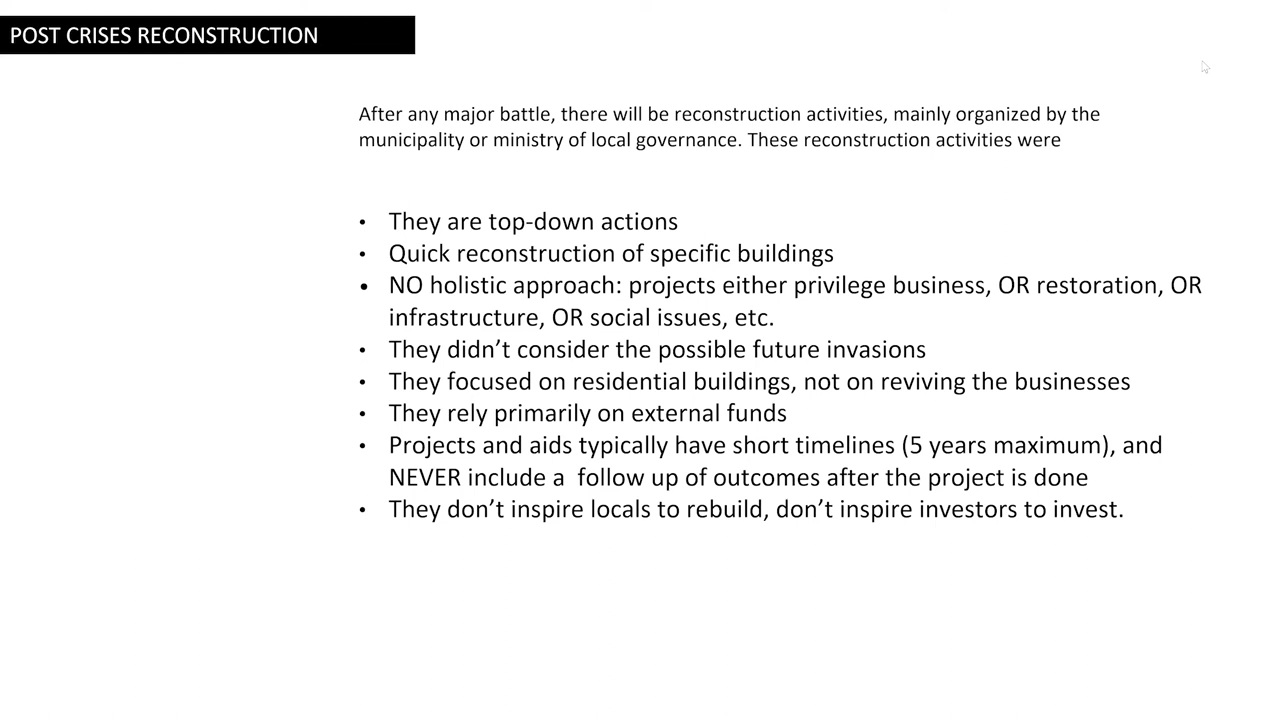 POST CRISES RECONSTRUCTION
After any major battle, there will be reconstruction activities, mainly organized by the
municipality or ministry of local governance. These reconstruction activities were
• They are top-down actions
• Quick reconstruction of specific buildings
• NO holistic approach: projects either privilege business, OR restoration, OR
infrastructure, OR social issues, etc.
• They didn’t consider the possible future invasions
• They focused on residential buildings, not on reviving the businesses
• They rely primarily on external funds
• Projects and aids typically have short timelines (5 years maximum), and
NEVER include a  follow up of outcomes after the project is done
• They don’t inspire locals to rebuild, don’t inspire investors to invest.